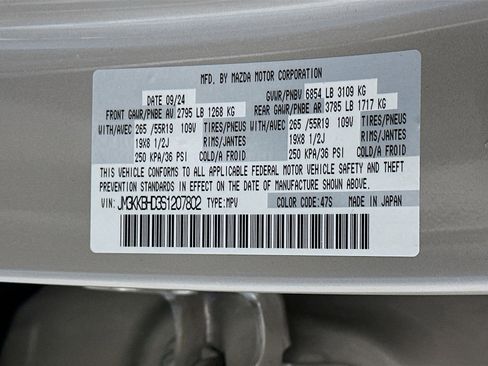 MFD. BY MAZDA MOTOR CORPORATION
DATE 09/24 GVWR/PNBV 6854 LB 3109 KG
FRONT GAWR/PNBE AV 2795 LB 1268 KG REAR GAWR/PNBE AR 3785 LB 1717 KG
WITH/AVEC 265 /55R19 109V TIRES/PNEUS WITH/AVEC 265 /55R19 109V TIRES/PNEUS
19X8 1/2J RIMS/JANTES 19X8 1/2J RIMS/JANTES
250 KPA/36 PSI COLD/A FROID 250 KPA/36 PSI COLD/A FROID
THIS VEHICLE CONFORMS TO ALL APPLICABLE FEDERAL MOTOR VEHICLE SAFETY AND THEFT
PREVENTION STANDARDS IN EFFECT ON THE DATE OF MANUFACTURE SHOWN ABOVE.
VIN: JM3KKBHD3S1207802 TYPE:MPV COLOR CODE:47S MADE IN JAPAN